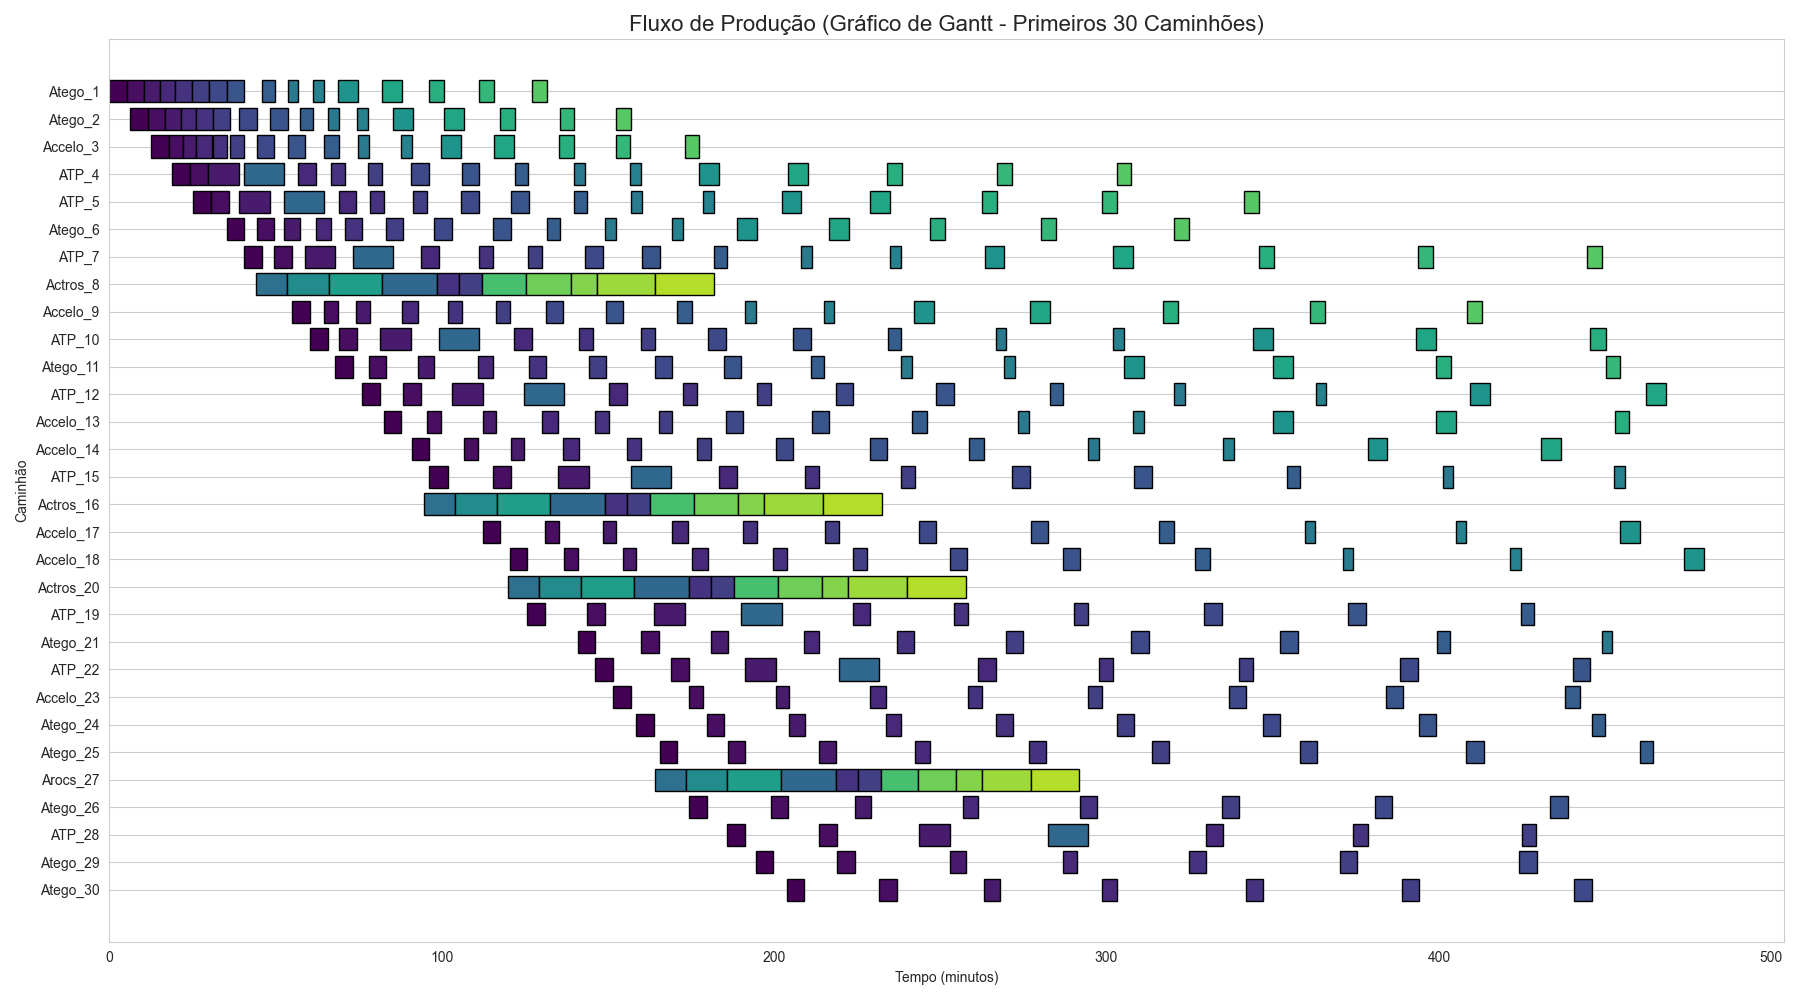 Fluxo de Produção (Gráfico de Gantt - Primeiros 30 Caminhões)
Atego_1
Atego_2
Accelo_3
ATP_4
ATP_5
Atego_6
ATP_7
Actros_8
Accelo_9
ATP_10
Atego_11
ATP_12
Accelo_13
Accelo_14
ATP_15
Actros_16
Accelo_17
Accelo_18
Actros_20
ATP_19
Atego_21
ATP_22
Accelo_23
Atego_24
Atego_25
Arocs_27
Atego_26
ATP_28
Atego_29
Atego_30
Caminhão
0 100 200 300 400 500
Tempo (minutos)